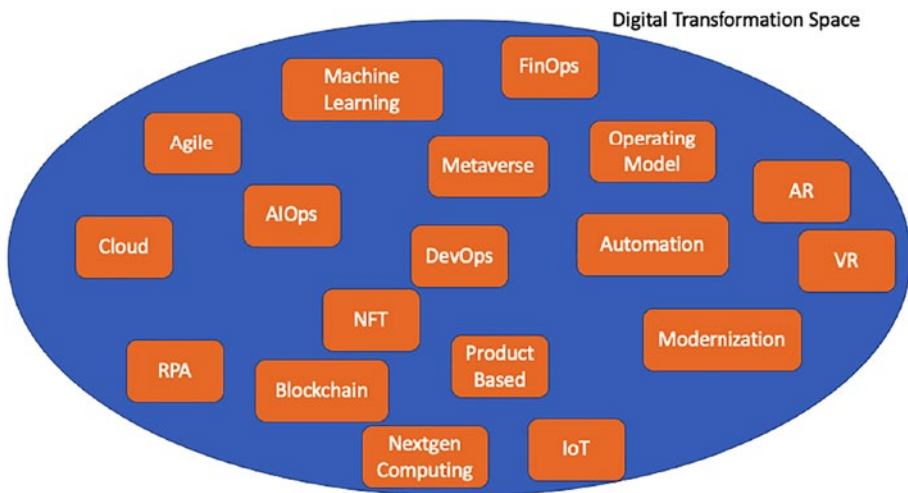 Digital Transformation Space
FinOps
Machine
Learning
Agile
Metaverse
Operating
Model
AR
AIOps
Cloud
DevOps
Automation
VR
NFT
Modernization
RPA
Blockchain
Product
Based
Nextgen
Computing
IoT